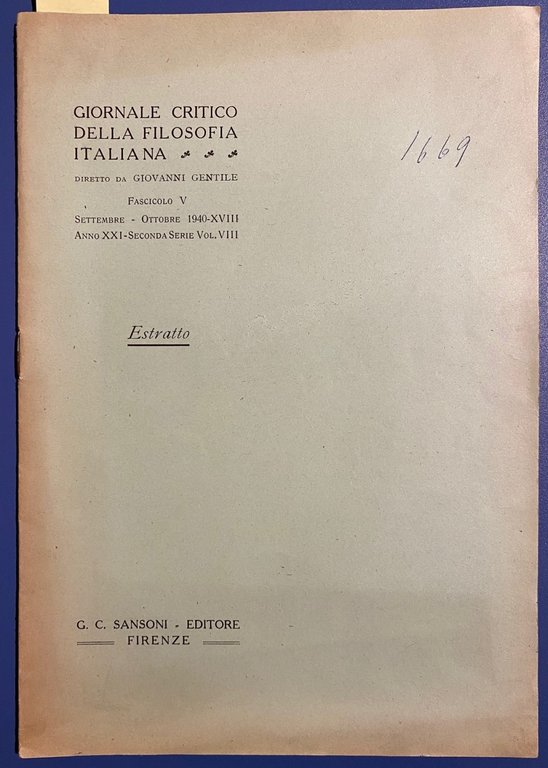 GIORNALE CRITICO
DELLA FILOSOFIA
ITALIANA
DIRETTO DA GIOVANNI GENTILE
FASCICOLO V
SETTEMBRE - OTTOBRE 1940-XVIII
ANNO XXI-SECONDA SERIE VOL. VIII
1669
Estratto
G. C. SANSONI - EDITORE
FIRENZE